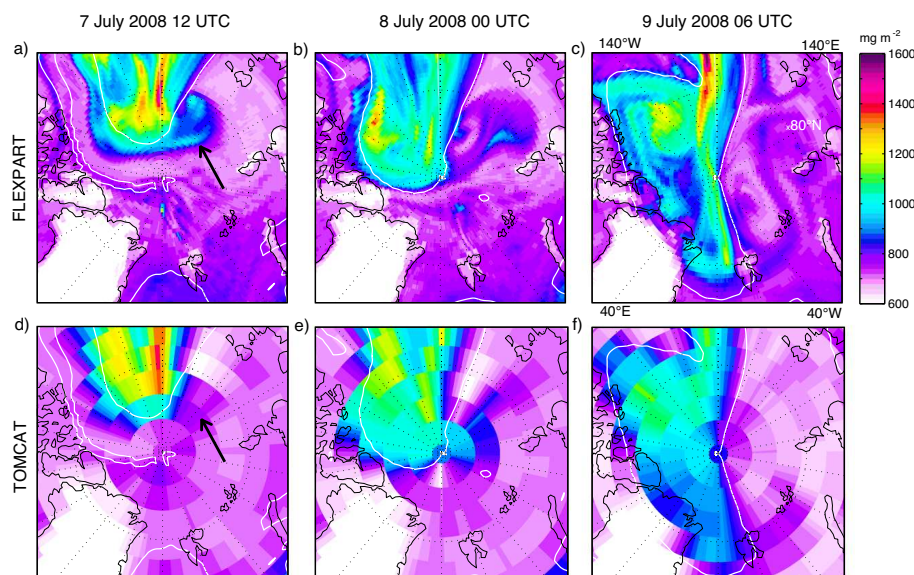 7 July 2008 12 UTC
8 July 2008 00 UTC
9 July 2008 06 UTC
a)
b)
c)
140°W
140°E
mg m⁻²
1600
1400
1200
1000
800
600
x80°N
FLEXPART
40°E
40°W
d)
e)
f)
TOMCAT